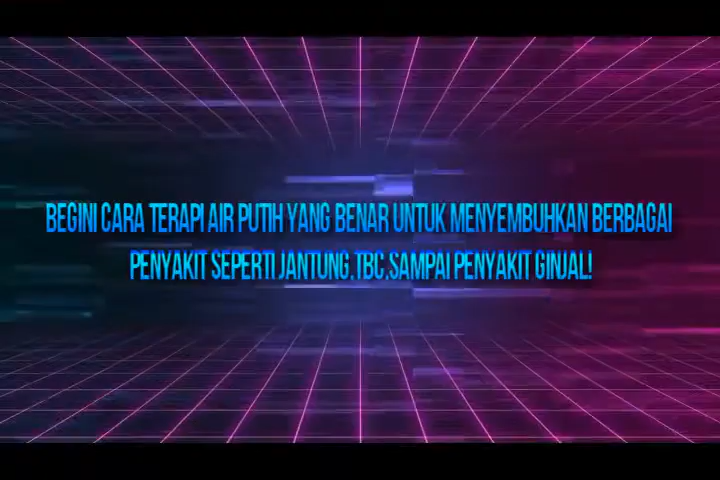 BEGINI CARA TERAPI AIR PUTIH YANG BENAR UNTUK MENYEMBUHKAN BERBAGAI
PENYAKIT SEPERTI JANTUNG,TBC,SAMPAI PENYAKIT GINJAL!